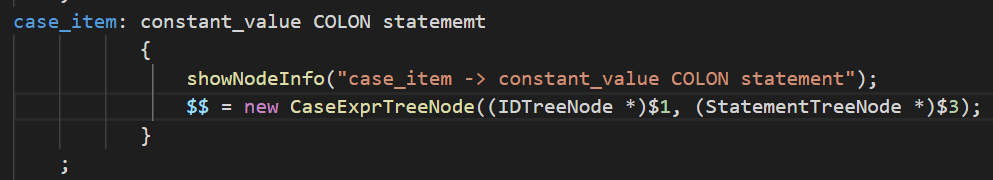 case_item: constant_value COLON statememt
{
showNodeInfo("case_item -> constant_value COLON statement");
$$ = new CaseExprTreeNode((IDTreeNode *)$1, (StatementTreeNode *)$3);
}
;